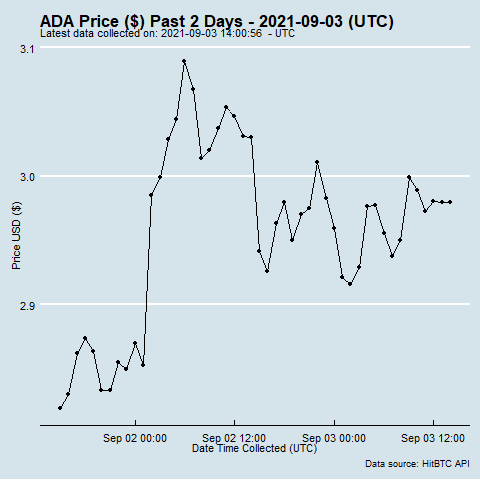 ADA Price ($) Past 2 Days - 2021-09-03 (UTC)
Latest data collected on: 2021-09-03 14:00:56  - UTC
3.1
3.0
2.9
Price USD ($)
Sep 02 00:00
Sep 02 12:00
Sep 03 00:00
Sep 03 12:00
Date Time Collected (UTC)
Data source: HitBTC API